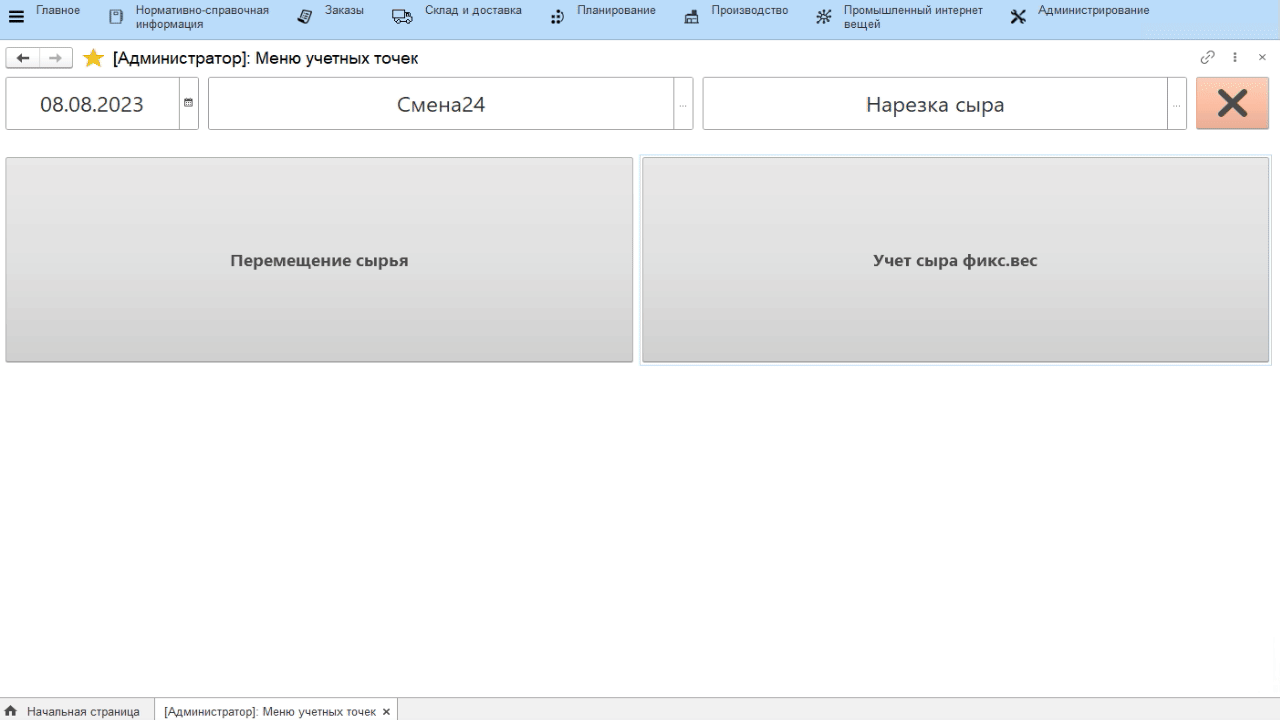 Главное
Нормативно-справочная
информация
Заказы
Склад и доставка
Планирование
Производство
Промышленный интернет
вещей
Администрирование
[Администратор]: Меню учетных точек
08.08.2023
Смена24
...
Нарезка сыра
...
Перемещение сырья
Учет сыра фикс.вес
Начальная страница
[Администратор]: Меню учетных точек